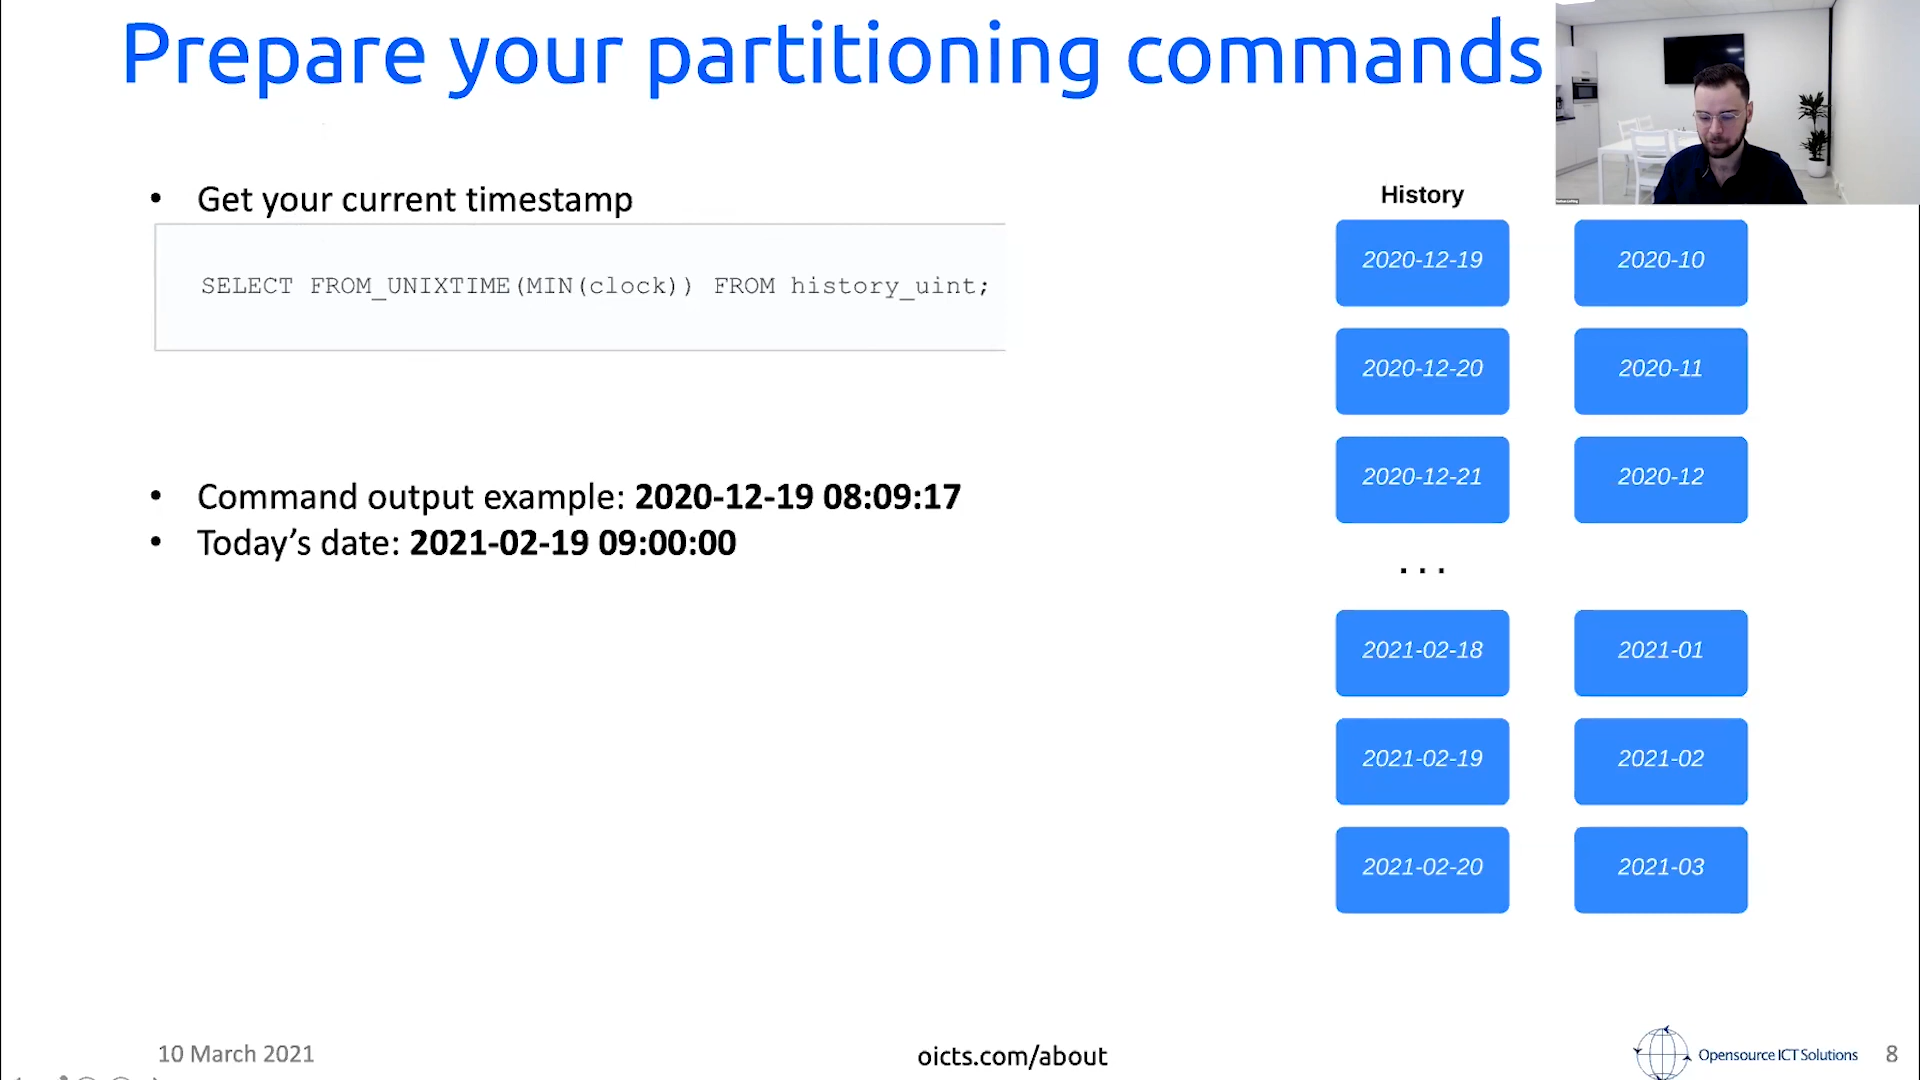 Prepare your partitioning commands
• Get your current timestamp
SELECT FROM_UNIXTIME(MIN(clock)) FROM history_uint;
• Command output example: 2020-12-19 08:09:17
• Today’s date: 2021-02-19 09:00:00
History
2020-12-19
2020-12-20
2020-12-21
...
2021-02-18
2021-02-19
2021-02-20
2020-10
2020-11
2020-12
2021-01
2021-02
2021-03
10 March 2021
oicts.com/about
Opensource ICT Solutions
8